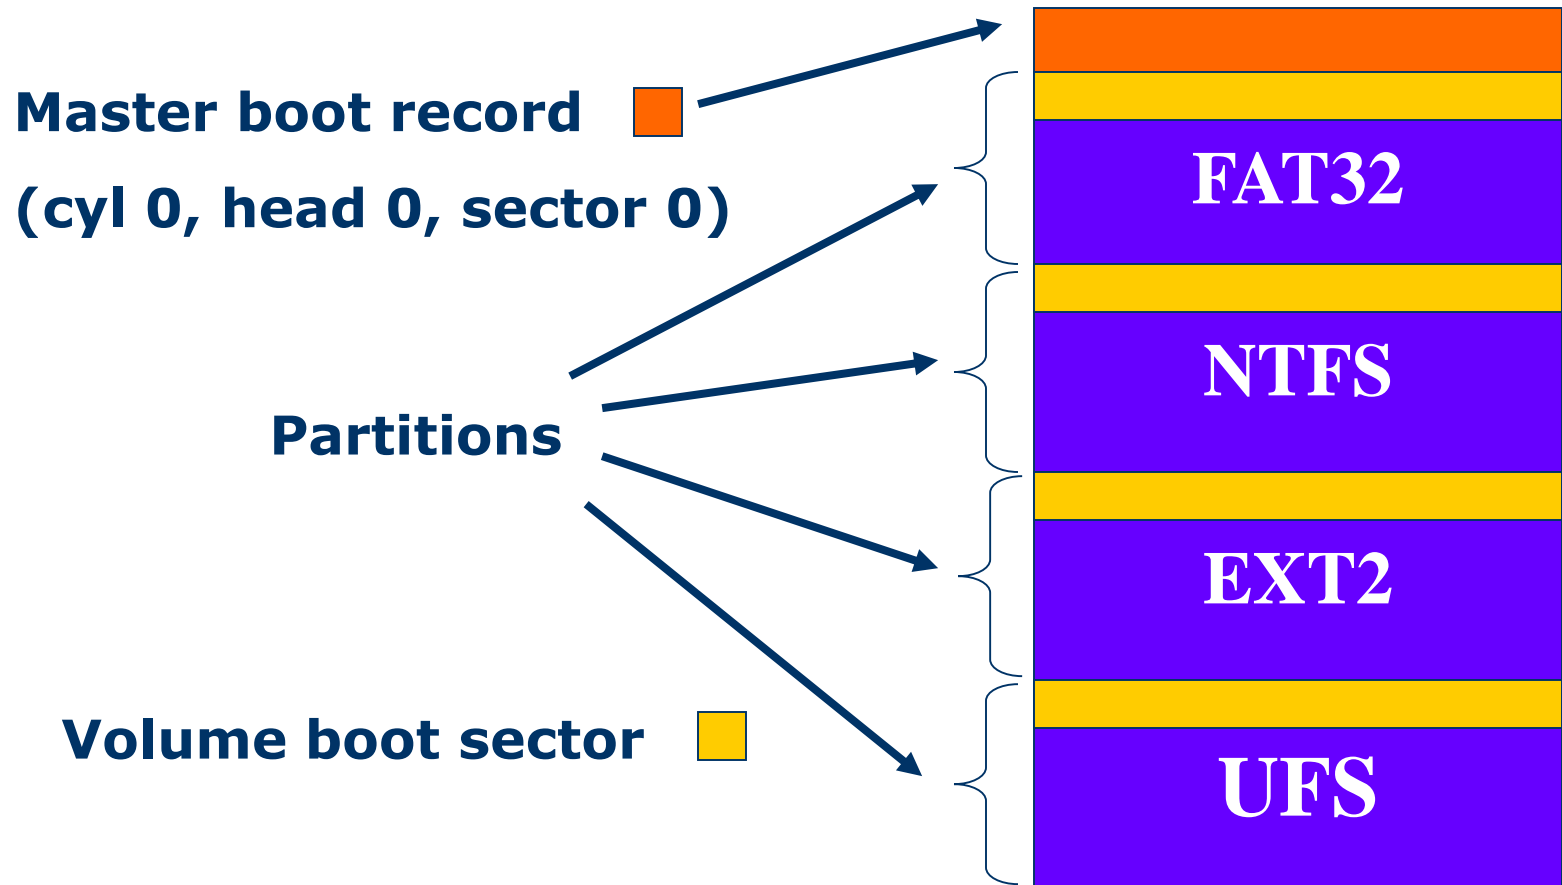 Master boot record
(cyl 0, head 0, sector 0)
Partitions
Volume boot sector
FAT32
NTFS
EXT2
UFS